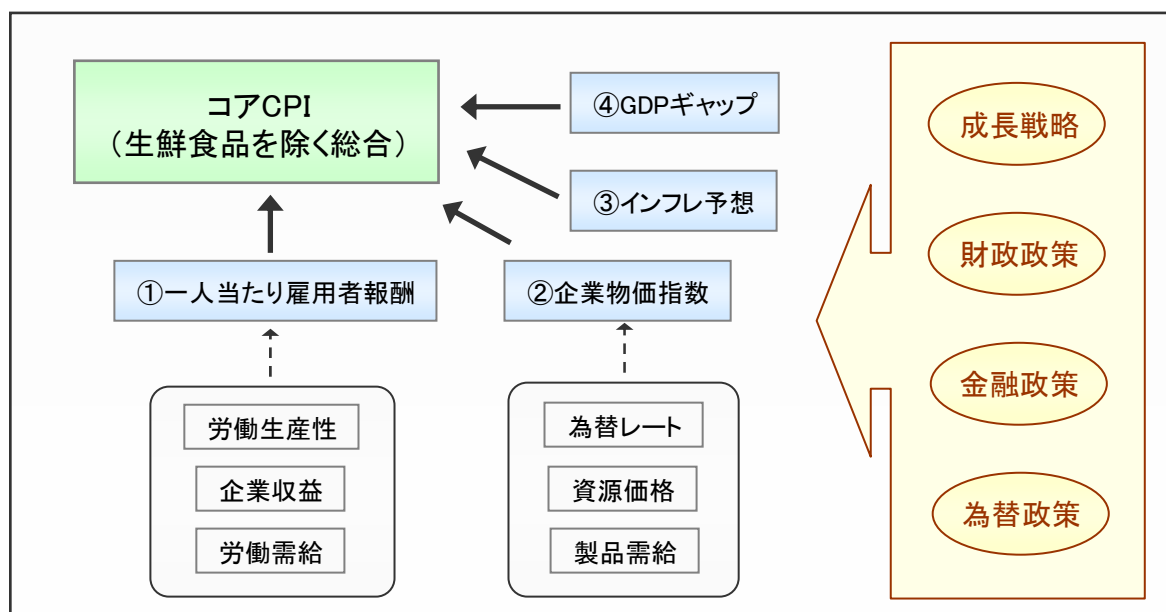 コアCPI
(生鮮食品を除く総合)
④GDPギャップ
③インフレ予想
①一人当たり雇用者報酬
②企業物価指数
労働生産性
企業収益
労働需給
為替レート
資源価格
製品需給
成長戦略
財政政策
金融政策
為替政策